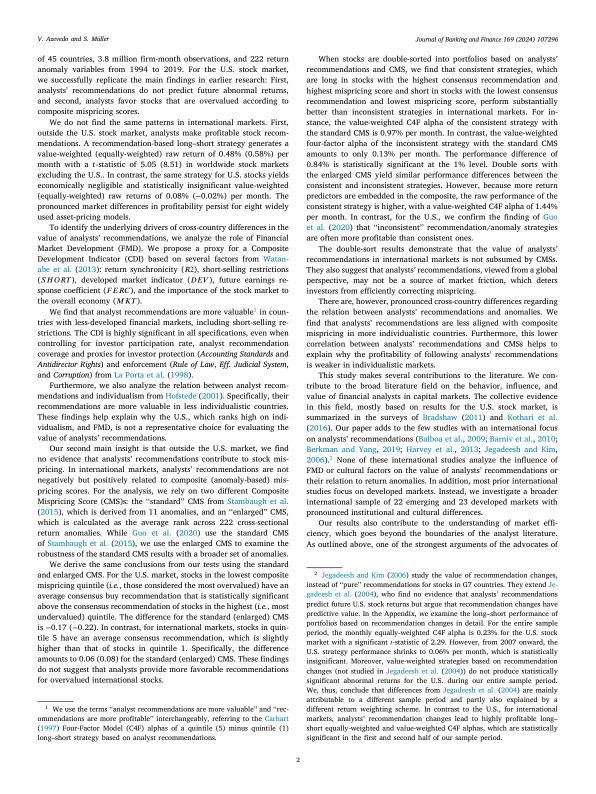 V. Azevedo and S. Müller
Journal of Banking and Finance 169 (2024) 107296
of 45 countries, 3.8 million firm-month observations, and 222 return
anomaly variables from 1994 to 2019. For the U.S. stock market,
we successfully replicate the main findings in earlier research: First,
analysts' recommendations do not predict future abnormal returns,
and second, analysts favor stocks that are overvalued according to
composite mispricing scores.
We do not find the same patterns in international markets. First,
outside the U.S. stock market, analysts make profitable stock recom-
mendations. A recommendation-based long–short strategy generates a
value-weighted (equally-weighted) raw return of 0.48% (0.58%) per
month with a t-statistic of 5.05 (8.51) in worldwide stock markets
excluding the U.S.. In contrast, the same strategy for U.S. stocks yields
economically negligible and statistically insignificant value-weighted
(equally-weighted) raw returns of 0.08% (−0.02%) per month. The
pronounced market differences in profitability persist for eight widely
used asset-pricing models.
To identify the underlying drivers of cross-country differences in the
value of analysts' recommendations, we analyze the role of Financial
Market Development (FMD). We propose a proxy for a Composite
Development Indicator (CDI) based on several factors from Watan-
abe et al. (2013): return synchronicity (R2), short-selling restrictions
(SHORT), developed market indicator (DEV), future earnings re-
sponse coefficient (FERC), and the importance of the stock market to
the overall economy (MKT).
We find that analyst recommendations are more valuable1 in coun-
tries with less-developed financial markets, including short-selling re-
strictions. The CDI is highly significant in all specifications, even when
controlling for investor participation rate, analyst recommendation
coverage and proxies for investor protection (Accounting Standards and
Antidirector Rights) and enforcement (Rule of Law, Eff. Judicial System,
and Corruption) from La Porta et al. (1998).
Furthermore, we also analyze the relation between analyst recom-
mendations and individualism from Hofstede (2001). Specifically, their
recommendations are more valuable in less individualistic countries.
These findings help explain why the U.S., which ranks high on indi-
vidualism, and FMD, is not a representative choice for evaluating the
value of analysts' recommendations.
Our second main insight is that outside the U.S. market, we find
no evidence that analysts' recommendations contribute to stock mis-
pricing. In international markets, analysts' recommendations are not
negatively but positively related to composite (anomaly-based) mis-
pricing scores. For the analysis, we rely on two different Composite
Mispricing Score (CMS)s: the "standard" CMS from Stambaugh et al.
(2015), which is derived from 11 anomalies, and an "enlarged" CMS,
which is calculated as the average rank across 222 cross-sectional
return anomalies. While Guo et al. (2020) use the standard CMS
of Stambaugh et al. (2015), we use the enlarged CMS to examine the
robustness of the standard CMS results with a broader set of anomalies.
We derive the same conclusions from our tests using the standard
and enlarged CMS. For the U.S. market, stocks in the lowest composite
mispricing quintile (i.e., those considered the most overvalued) have an
average consensus buy recommendation that is statistically significant
above the consensus recommendation of stocks in the highest (i.e., most
undervalued) quintile. The difference for the standard (enlarged) CMS
is −0.17 (−0.22). In contrast, for international markets, stocks in quin-
tile 5 have an average consensus recommendation, which is slightly
higher than that of stocks in quintile 1. Specifically, the difference
amounts to 0.06 (0.08) for the standard (enlarged) CMS. These findings
do not suggest that analysts provide more favorable recommendations
for overvalued international stocks.
1 We use the terms "analyst recommendations are more valuable" and "rec-
ommendations are more profitable" interchangeably, referring to the Carhart
(1997) Four-Factor Model (C4F) alphas of a quintile (5) minus quintile (1)
long–short strategy based on analyst recommendations.
When stocks are double-sorted into portfolios based on analysts'
recommendations and CMS, we find that consistent strategies, which
are long in stocks with the highest consensus recommendation and
highest mispricing score and short in stocks with the lowest consensus
recommendation and lowest mispricing score, perform substantially
better than inconsistent strategies in international markets. For in-
stance, the value-weighted C4F alpha of the consistent strategy with
the standard CMS is 0.97% per month. In contrast, the value-weighted
four-factor alpha of the inconsistent strategy with the standard CMS
amounts to only 0.13% per month. The performance difference of
0.84% is statistically significant at the 1% level. Double sorts with
the enlarged CMS yield similar performance differences between the
consistent and inconsistent strategies. However, because more return
predictors are embedded in the composite, the raw performance of the
consistent strategy is higher, with a value-weighted C4F alpha of 1.44%
per month. In contrast, for the U.S., we confirm the finding of Guo
et al. (2020) that "inconsistent" recommendation/anomaly strategies
are often more profitable than consistent ones.
The double-sort results demonstrate that the value of analysts'
recommendations in international markets is not subsumed by CMSs.
They also suggest that analysts' recommendations, viewed from a global
perspective, may not be a source of market friction, which deters
investors from efficiently correcting mispricing.
There are, however, pronounced cross-country differences regarding
the relation between analysts' recommendations and anomalies. We
find that analysts' recommendations are less aligned with composite
mispricing in more individualistic countries. Furthermore, this lower
correlation between analysts' recommendations and CMSs helps to
explain why the profitability of following analysts' recommendations
is weaker in individualistic markets.
This study makes several contributions to the literature. We con-
tribute to the broad literature field on the behavior, influence, and
value of financial analysts in capital markets. The collective evidence
in this field, mostly based on results for the U.S. stock market, is
summarized in the surveys of Bradshaw (2011) and Kothari et al.
(2016). Our paper adds to the few studies with an international focus
on analysts' recommendations (Balboa et al., 2009; Barniv et al., 2010;
Berkman and Yang, 2019; Harvey et al., 2013; Jegadeesh and Kim,
2006).2 None of these international studies analyze the influence of
FMD or cultural factors on the value of analysts' recommendations or
their relation to return anomalies. In addition, most prior international
studies focus on developed markets. Instead, we investigate a broader
international sample of 22 emerging and 23 developed markets with
pronounced institutional and cultural differences.
Our results also contribute to the understanding of market effi-
ciency, which goes beyond the boundaries of the analyst literature.
As outlined above, one of the strongest arguments of the advocates of
2 Jegadeesh and Kim (2006) study the value of recommendation changes,
instead of "pure" recommendations for stocks in G7 countries. They extend Je-
gadeesh et al. (2004), who find no evidence that analysts' recommendations
predict future U.S. stock returns but argue that recommendation changes have
predictive value. In the Appendix, we examine the long–short performance of
portfolios based on recommendation changes in detail. For the entire sample
period, the monthly equally-weighted C4F alpha is 0.23% for the U.S. stock
market with a significant t-statistic of 2.29. However, from 2007 onward, the
U.S. strategy performance shrinks to 0.06% per month, which is statistically
insignificant. Moreover, value-weighted strategies based on recommendation
changes (not studied in Jegadeesh et al. (2004)) do not produce statistically
significant abnormal returns for the U.S. during our entire sample period.
We, thus, conclude that differences from Jegadeesh et al. (2004) are mainly
attributable to a different sample period and partly also explained by a
different return weighting scheme. In contrast to the U.S., for international
markets, analysts' recommendation changes lead to highly profitable long–
short equally-weighted and value-weighted C4F alphas, which are statistically
significant in the first and second half of our sample period.
2